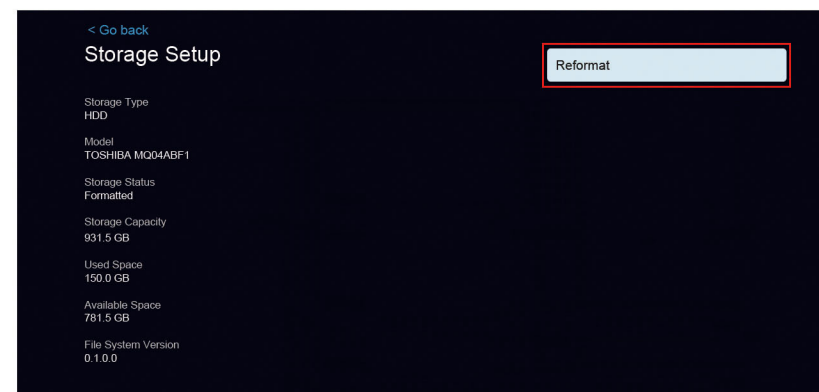 < Go back
Storage Setup
Reformat
Storage Type
HDD
Model
TOSHIBA MQ04ABF1
Storage Status
Formatted
Storage Capacity
931.5 GB
Used Space
150.0 GB
Available Space
781.5 GB
File System Version
0.1.0.0